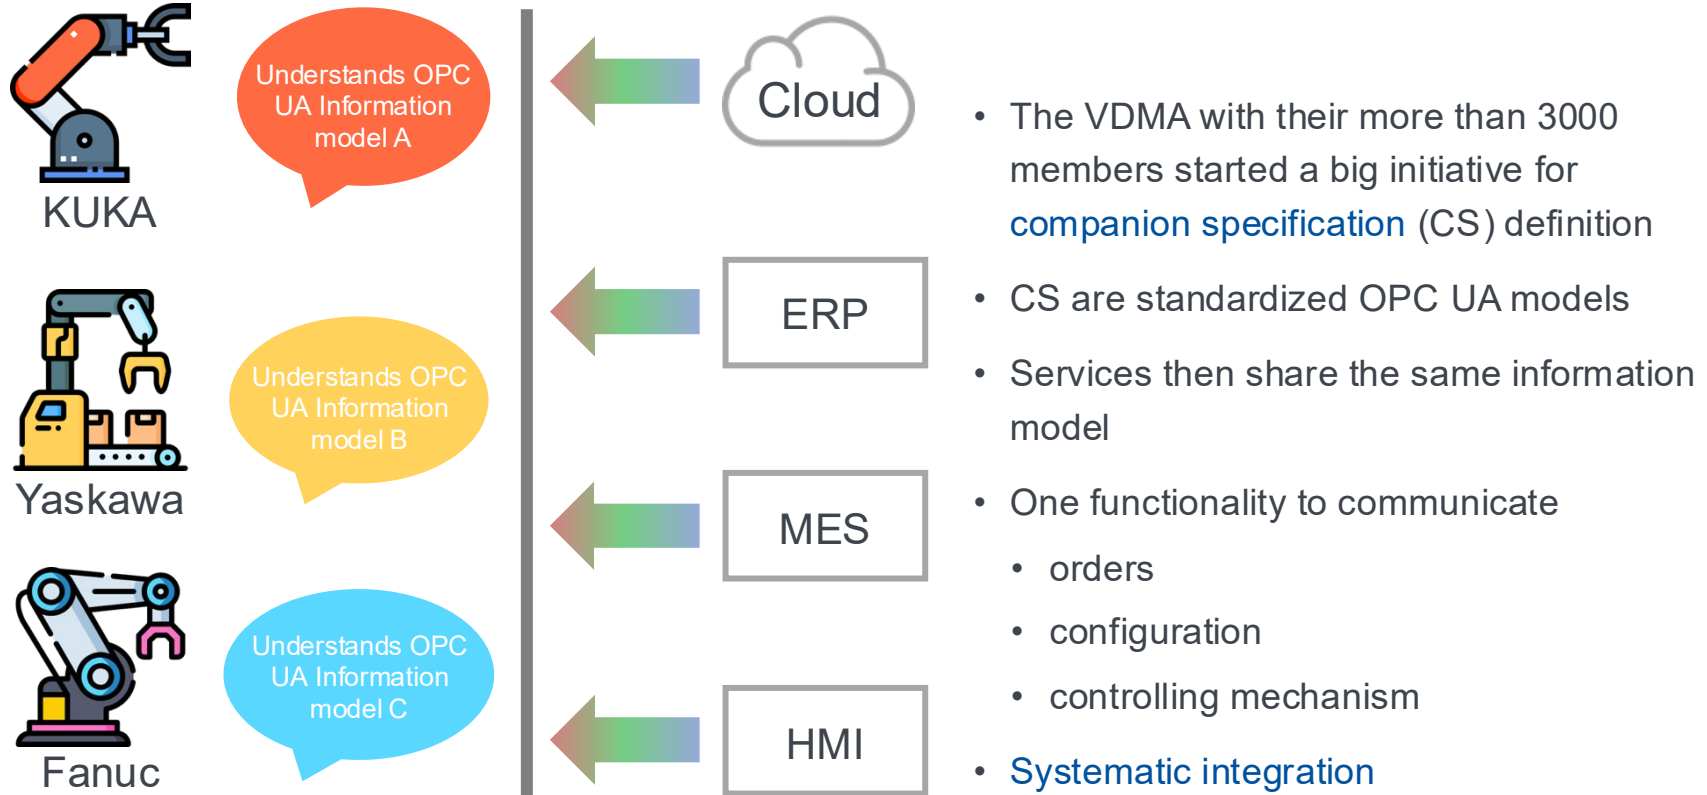 Understands OPC
UA Information
model A
KUKA
Understands OPC
UA Information
model B
Yaskawa
Understands OPC
UA Information
model C
Fanuc
Cloud
ERP
MES
HMI
• The VDMA with their more than 3000
members started a big initiative for
companion specification (CS) definition
• CS are standardized OPC UA models
• Services then share the same information
model
• One functionality to communicate
• orders
• configuration
• controlling mechanism
• Systematic integration